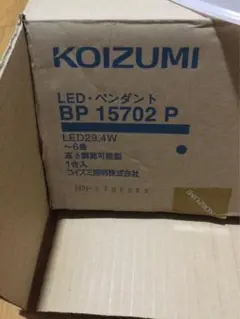 KOIZUMI
LED・ペンダント
BP 15702 P
LED29.4W
～6畳
高さ調節可能型
1台入
コイズミ照明株式会社